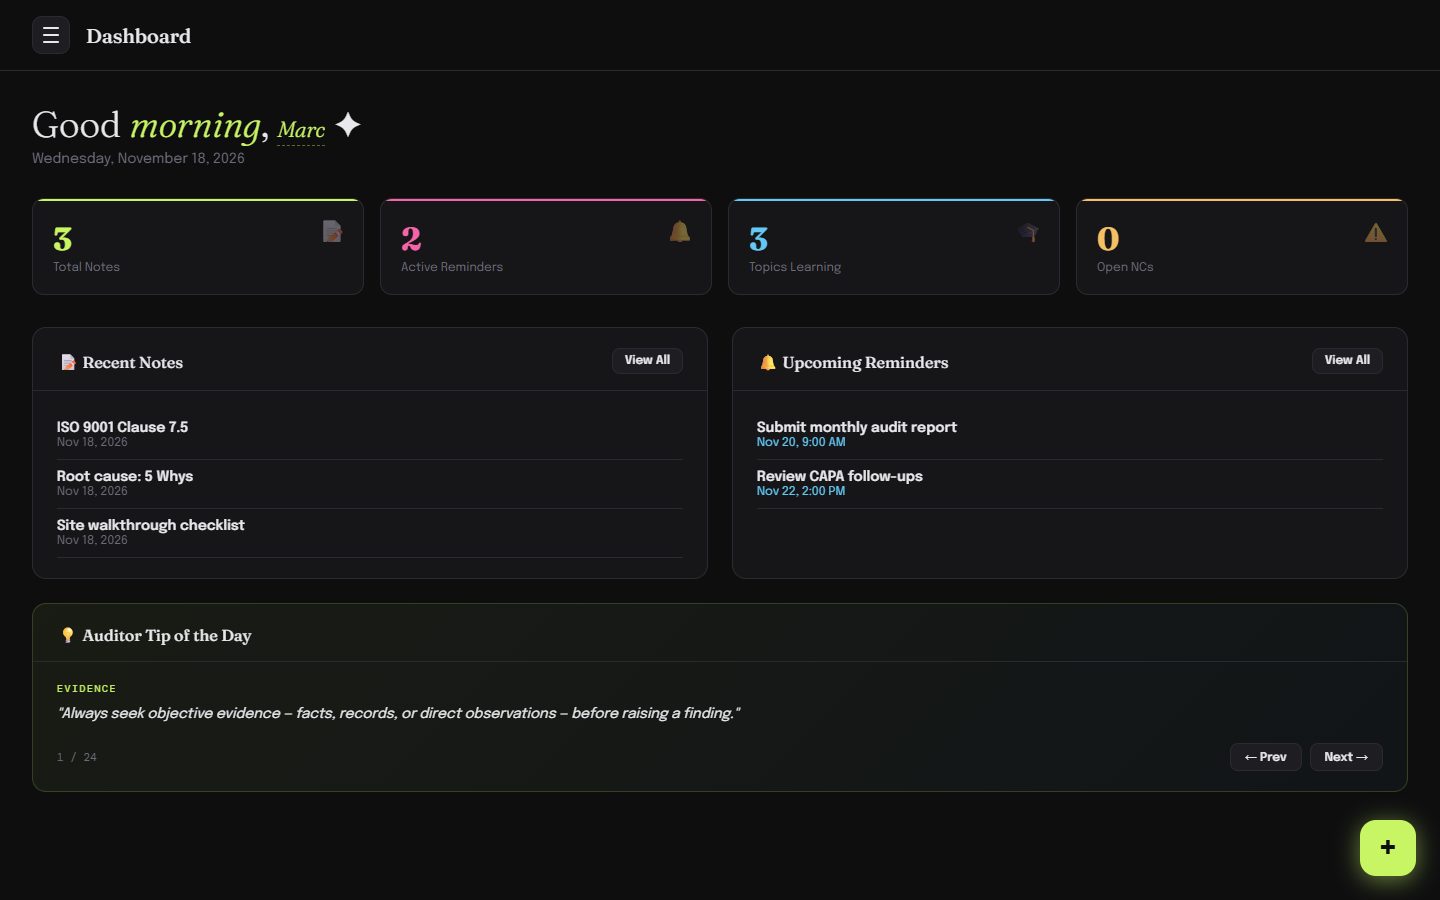 Dashboard
Good morning, Marc ✦
Wednesday, November 18, 2026
3
Total Notes
2
Active Reminders
3
Topics Learning
0
Open NCs
Recent Notes
View All
ISO 9001 Clause 7.5
Nov 18, 2026
Root cause: 5 Whys
Nov 18, 2026
Site walkthrough checklist
Nov 18, 2026
Upcoming Reminders
View All
Submit monthly audit report
Nov 20, 9:00 AM
Review CAPA follow-ups
Nov 22, 2:00 PM
Auditor Tip of the Day
EVIDENCE
"Always seek objective evidence — facts, records, or direct observations — before raising a finding."
1 / 24
← Prev
Next →
+